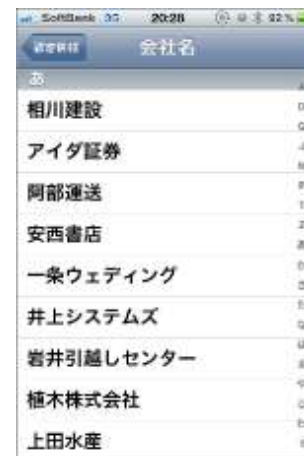 SoftBank 3G 20:28 92%
会社名
あ
相川建設
アイダ証券
阿部運送
安西書店
一条ウェディング
井上システムズ
岩井引越しセンター
植木株式会社
上田水産